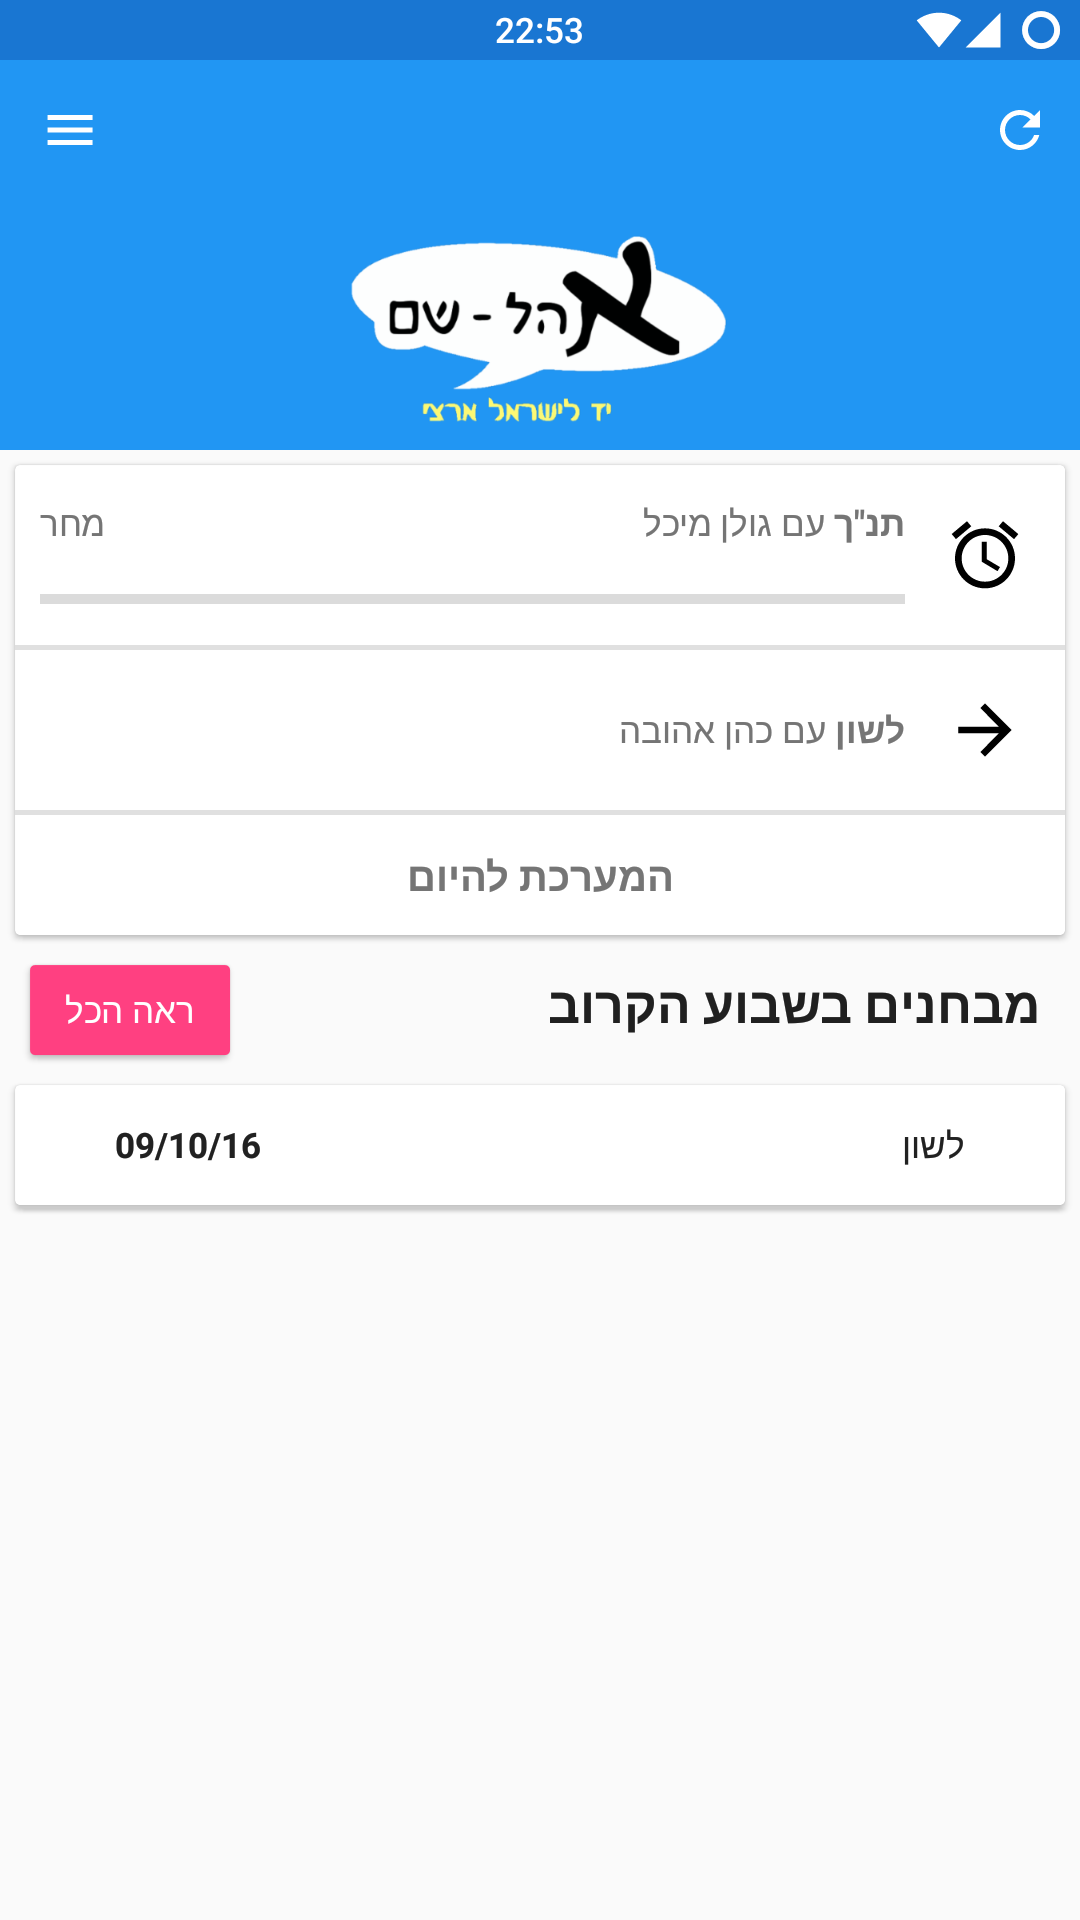 22:53
אהל - שם
יד לישראל ארצי
תנ"ך עם גולן מיכל
מחר
לשון עם כהן אהובה
המערכת להיום
מבחנים בשבוע הקרוב
ראה הכל
לשון
09/10/16